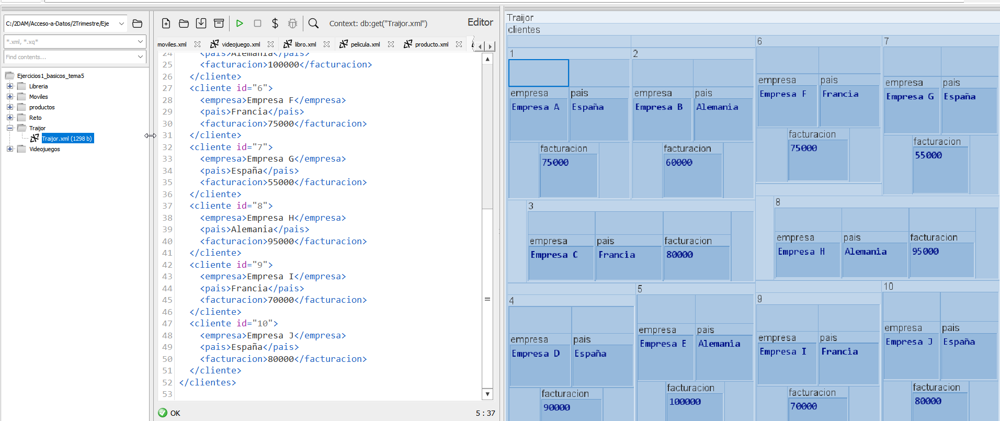 C:/2DAM/Acceso-a-Datos/2Trimestre/Eje
*.xml, *.xq*
Find contents...
Ejercicios1_basicos_tema5
Libreria
Moviles
productos
Reto
Traijor
Traijor.xml (1298 b)
Videojuegos
Context: db:get("Traijor.xml")
Editor
moviles.xml
videojuego.xml
libro.xml
pelicula.xml
producto.xml
24 <pais>Alemania</pais>
25 <facturacion>100000</facturacion>
26 </cliente>
27 <cliente id="6">
28 <empresa>Empresa F</empresa>
29 <pais>Francia</pais>
30 <facturacion>75000</facturacion>
31 </cliente>
32 <cliente id="7">
33 <empresa>Empresa G</empresa>
34 <pais>España</pais>
35 <facturacion>55000</facturacion>
36 </cliente>
37 <cliente id="8">
38 <empresa>Empresa H</empresa>
39 <pais>Alemania</pais>
40 <facturacion>95000</facturacion>
41 </cliente>
42 <cliente id="9">
43 <empresa>Empresa I</empresa>
44 <pais>Francia</pais>
45 <facturacion>70000</facturacion>
46 </cliente>
47 <cliente id="10">
48 <empresa>Empresa J</empresa>
49 <pais>España</pais>
50 <facturacion>80000</facturacion>
51 </cliente>
52 </clientes>
53
OK
5 : 37
Traijor
clientes
1
empresa pais
Empresa A España
facturacion
75000
2
empresa pais
Empresa B Alemania
facturacion
60000
6
empresa pais
Empresa F Francia
facturacion
75000
7
empresa pais
Empresa G España
facturacion
55000
3
empresa pais facturacion
Empresa C Francia 80000
8
empresa pais facturacion
Empresa H Alemania 95000
4
empresa pais
Empresa D España
facturacion
90000
5
empresa pais
Empresa E Alemania
facturacion
100000
9
empresa pais
Empresa I Francia
facturacion
70000
10
empresa pais
Empresa J España
facturacion
80000